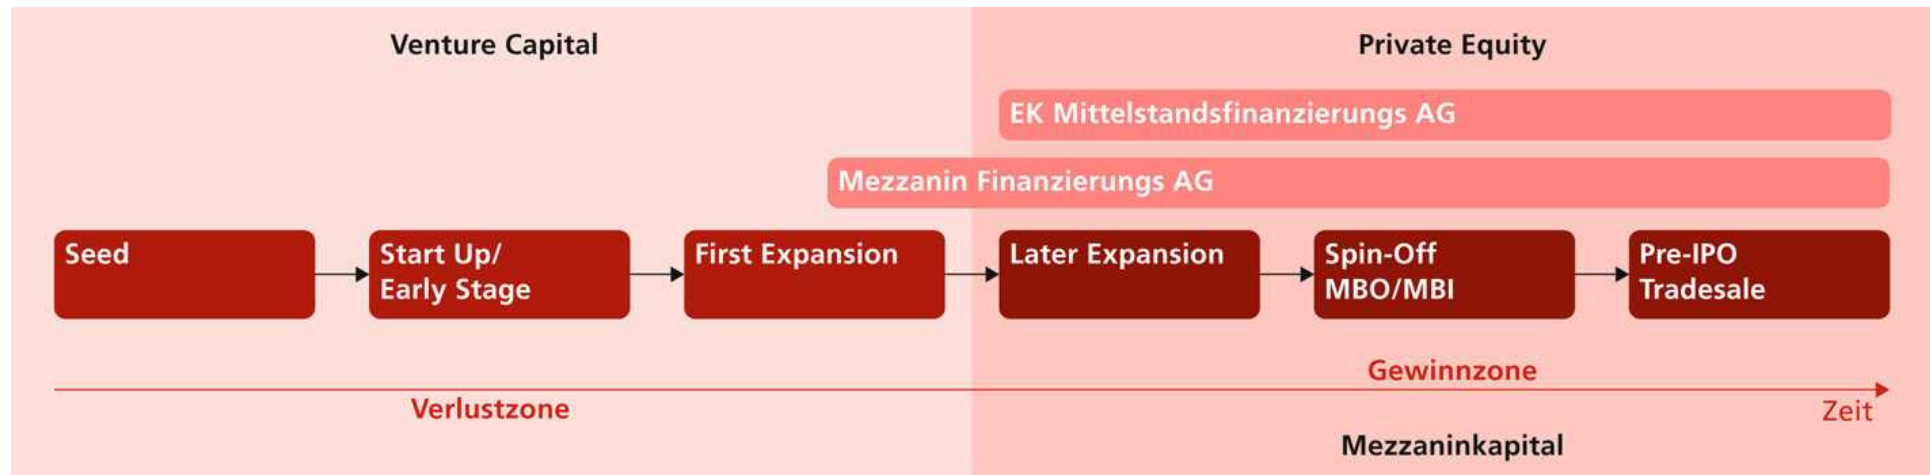 Venture Capital
Private Equity
EK Mittelstandsfinanzierungs AG
Mezzanin Finanzierungs AG
Seed
Start Up/
Early Stage
First Expansion
Later Expansion
Spin-Off
MBO/MBI
Pre-IPO
Tradesale
Gewinnzone
Verlustzone
Zeit
Mezzaninkapital